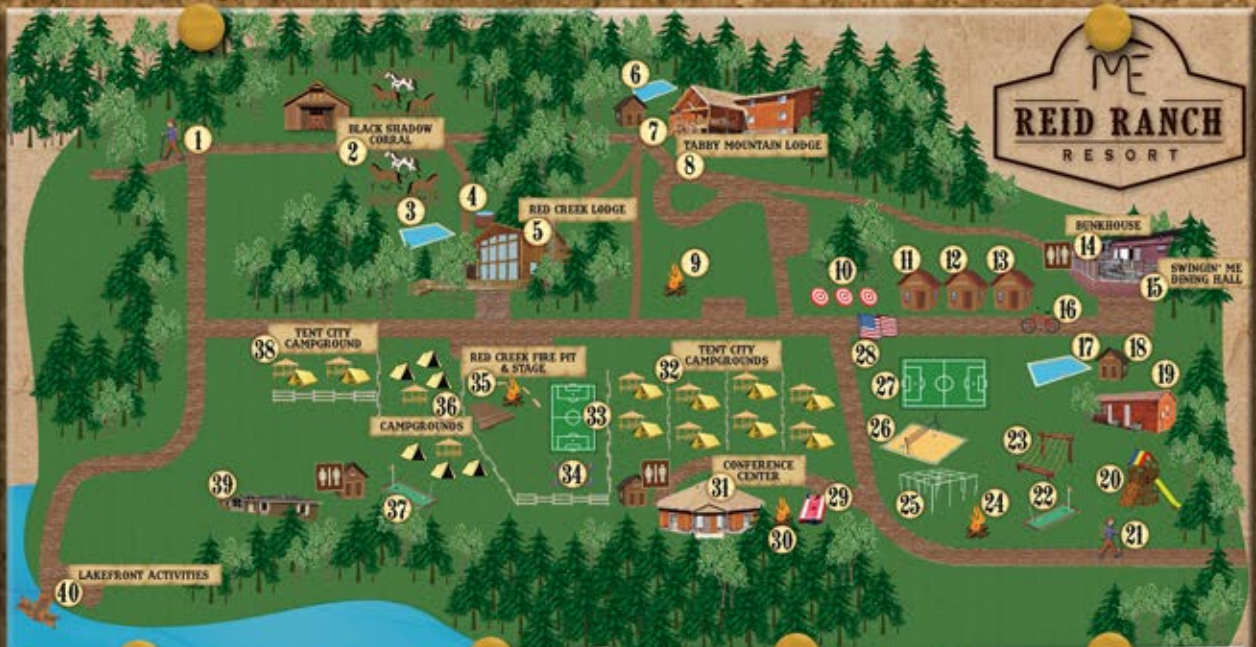 ME
REID RANCH
RESORT
6
1
BLACK SHADOW
CORRAL
2
7
TABBY MOUNTAIN LODGE
8
4
3
RED CREEK LODGE
5
9
10
11
12
13
BUNKHOUSE
14
SWINGIN' ME
DINING HALL
15
16
TENT CITY
CAMPGROUND
38
RED CREEK FIRE PIT
& STAGE
35
TENT CITY
CAMPGROUNDS
32
28
17
18
27
19
36
CAMPGROUNDS
33
26
23
CONFERENCE
CENTER
34
31
39
37
29
30
25
24
22
20
21
LAKEFRONT ACTIVITIES
40